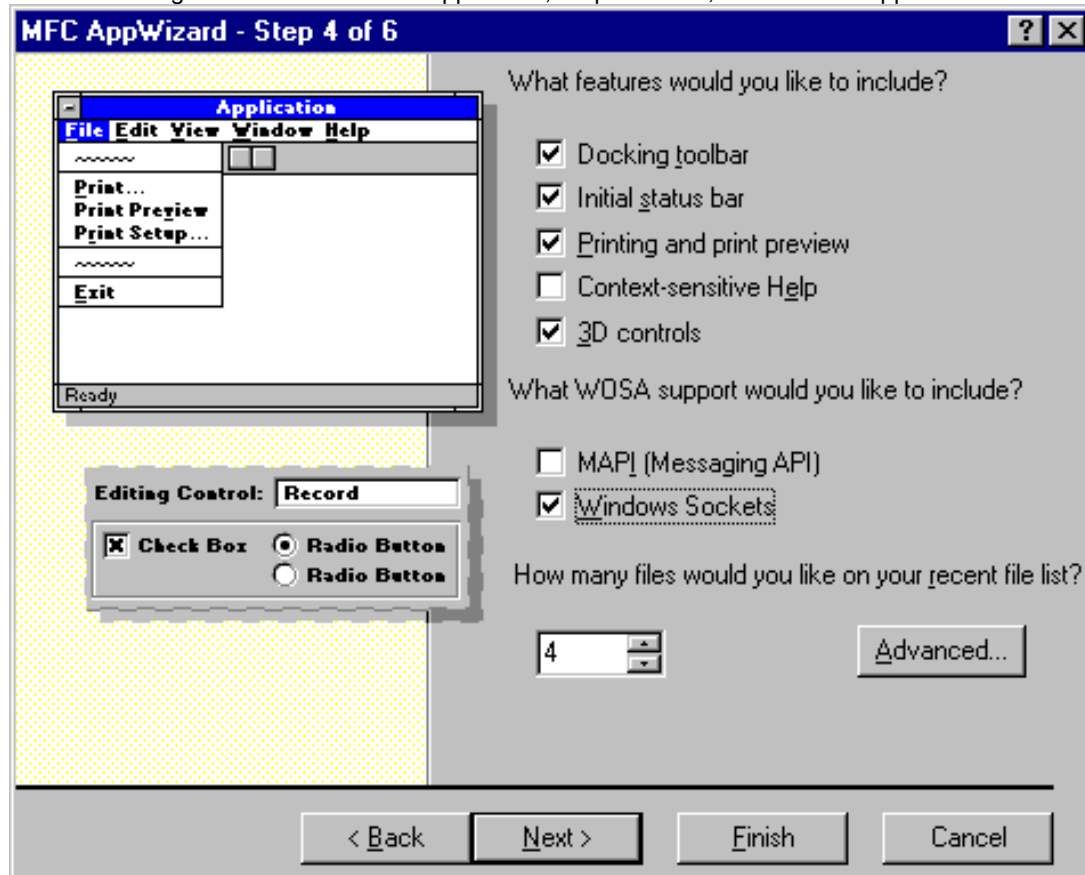 MFC AppWizard - Step 4 of 6
What features would you like to include?
Application
File Edit View Window Help
Print...
Print Preview
Print Setup...
Exit
Ready
Docking toolbar
Initial status bar
Printing and print preview
Context-sensitive Help
3D controls
What WOSA support would you like to include?
MAPI (Messaging API)
Windows Sockets
Editing Control: Record
Check Box Radio Button
Radio Button
How many files would you like on your recent file list?
4 Advanced...
< Back Next > Finish Cancel